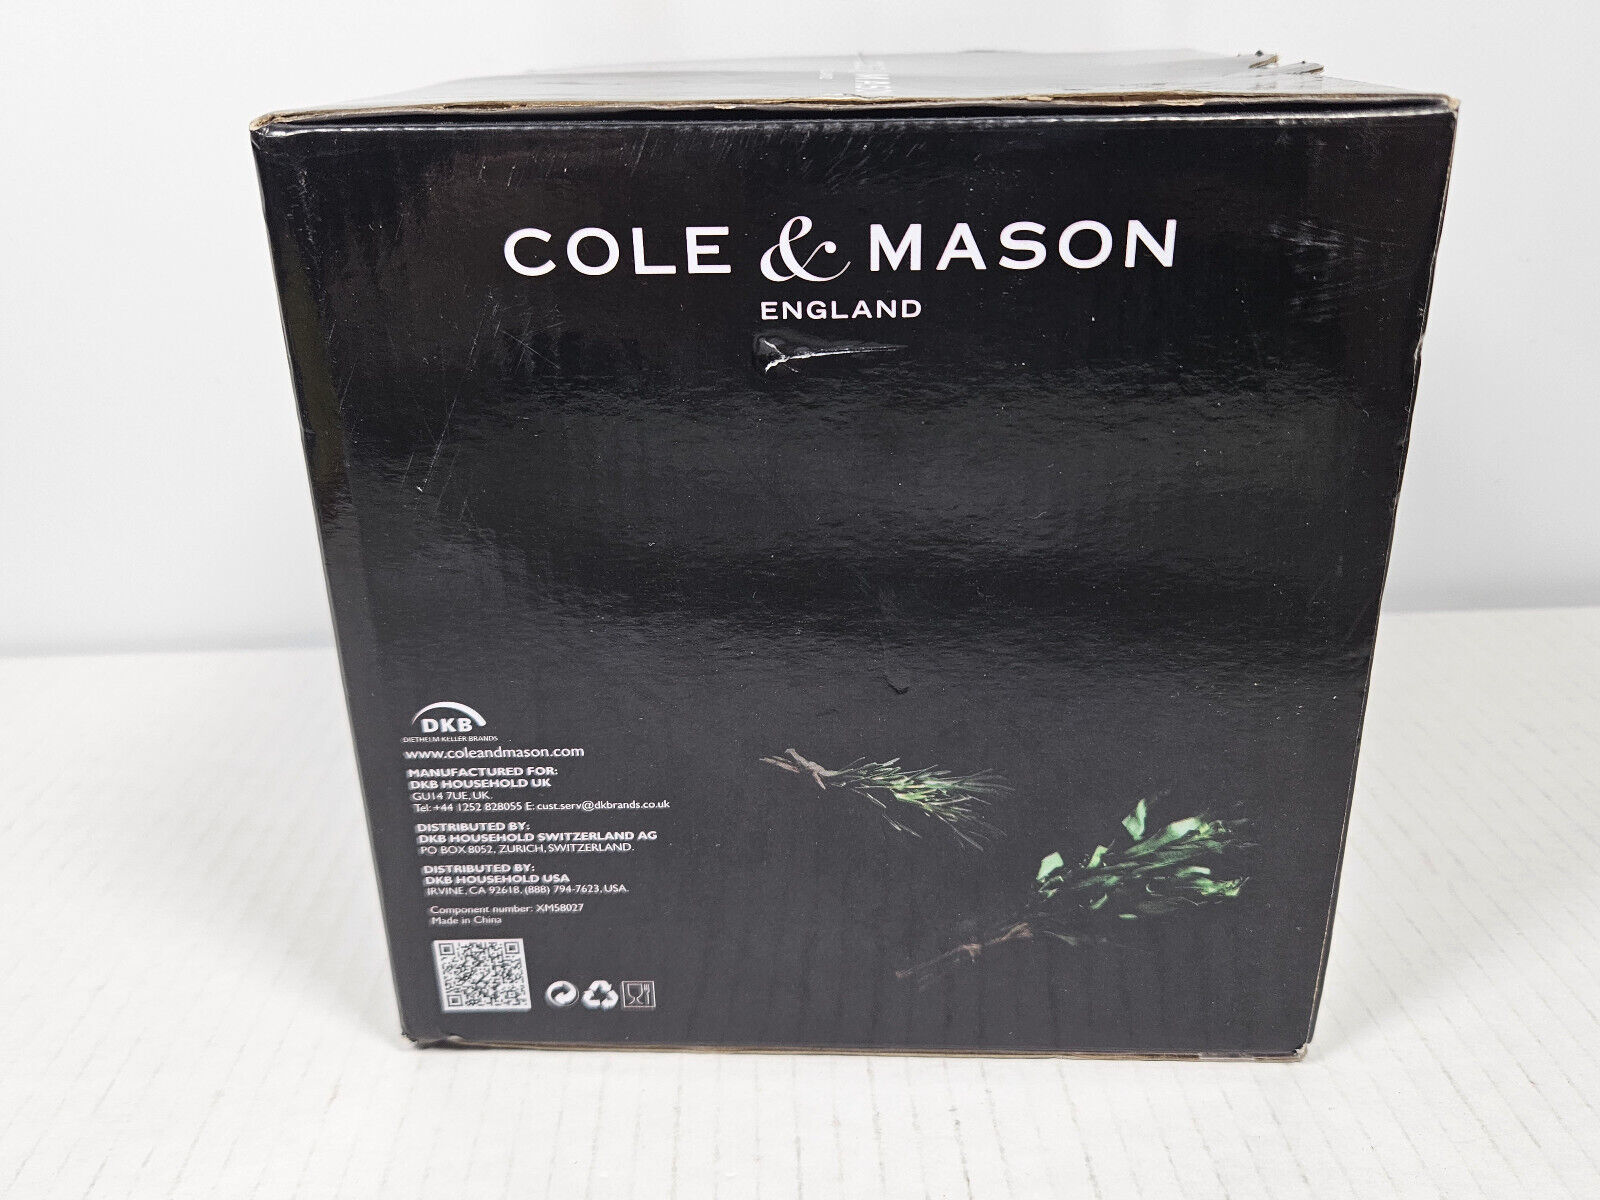 COLE & MASON
ENGLAND
DKB
DIETHELM KELLER BRANDS
www.coleandmason.com
MANUFACTURED FOR:
DKB HOUSEHOLD UK
GU14 7UE, UK.
Tel: +44 1252 828055 E: cust.serv@dkbrands.co.uk
DISTRIBUTED BY:
DKB HOUSEHOLD SWITZERLAND AG
PO BOX 8052, ZURICH, SWITZERLAND.
DISTRIBUTED BY:
DKB HOUSEHOLD USA
IRVINE, CA 92618, (888) 794-7623, USA.
Component number: XM58027
Made in China